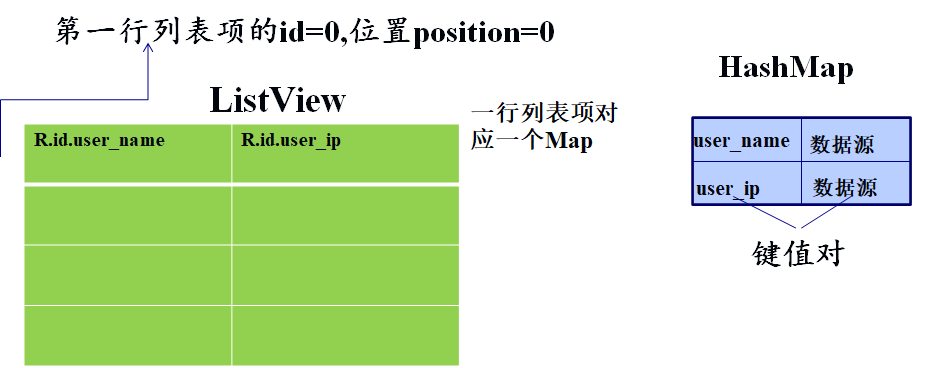 第一行列表项的id=0,位置position=0
ListView
R.id.user_name
R.id.user_ip
一行列表项对
应一个Map
HashMap
user_name
数据源
user_ip
数据源
键值对